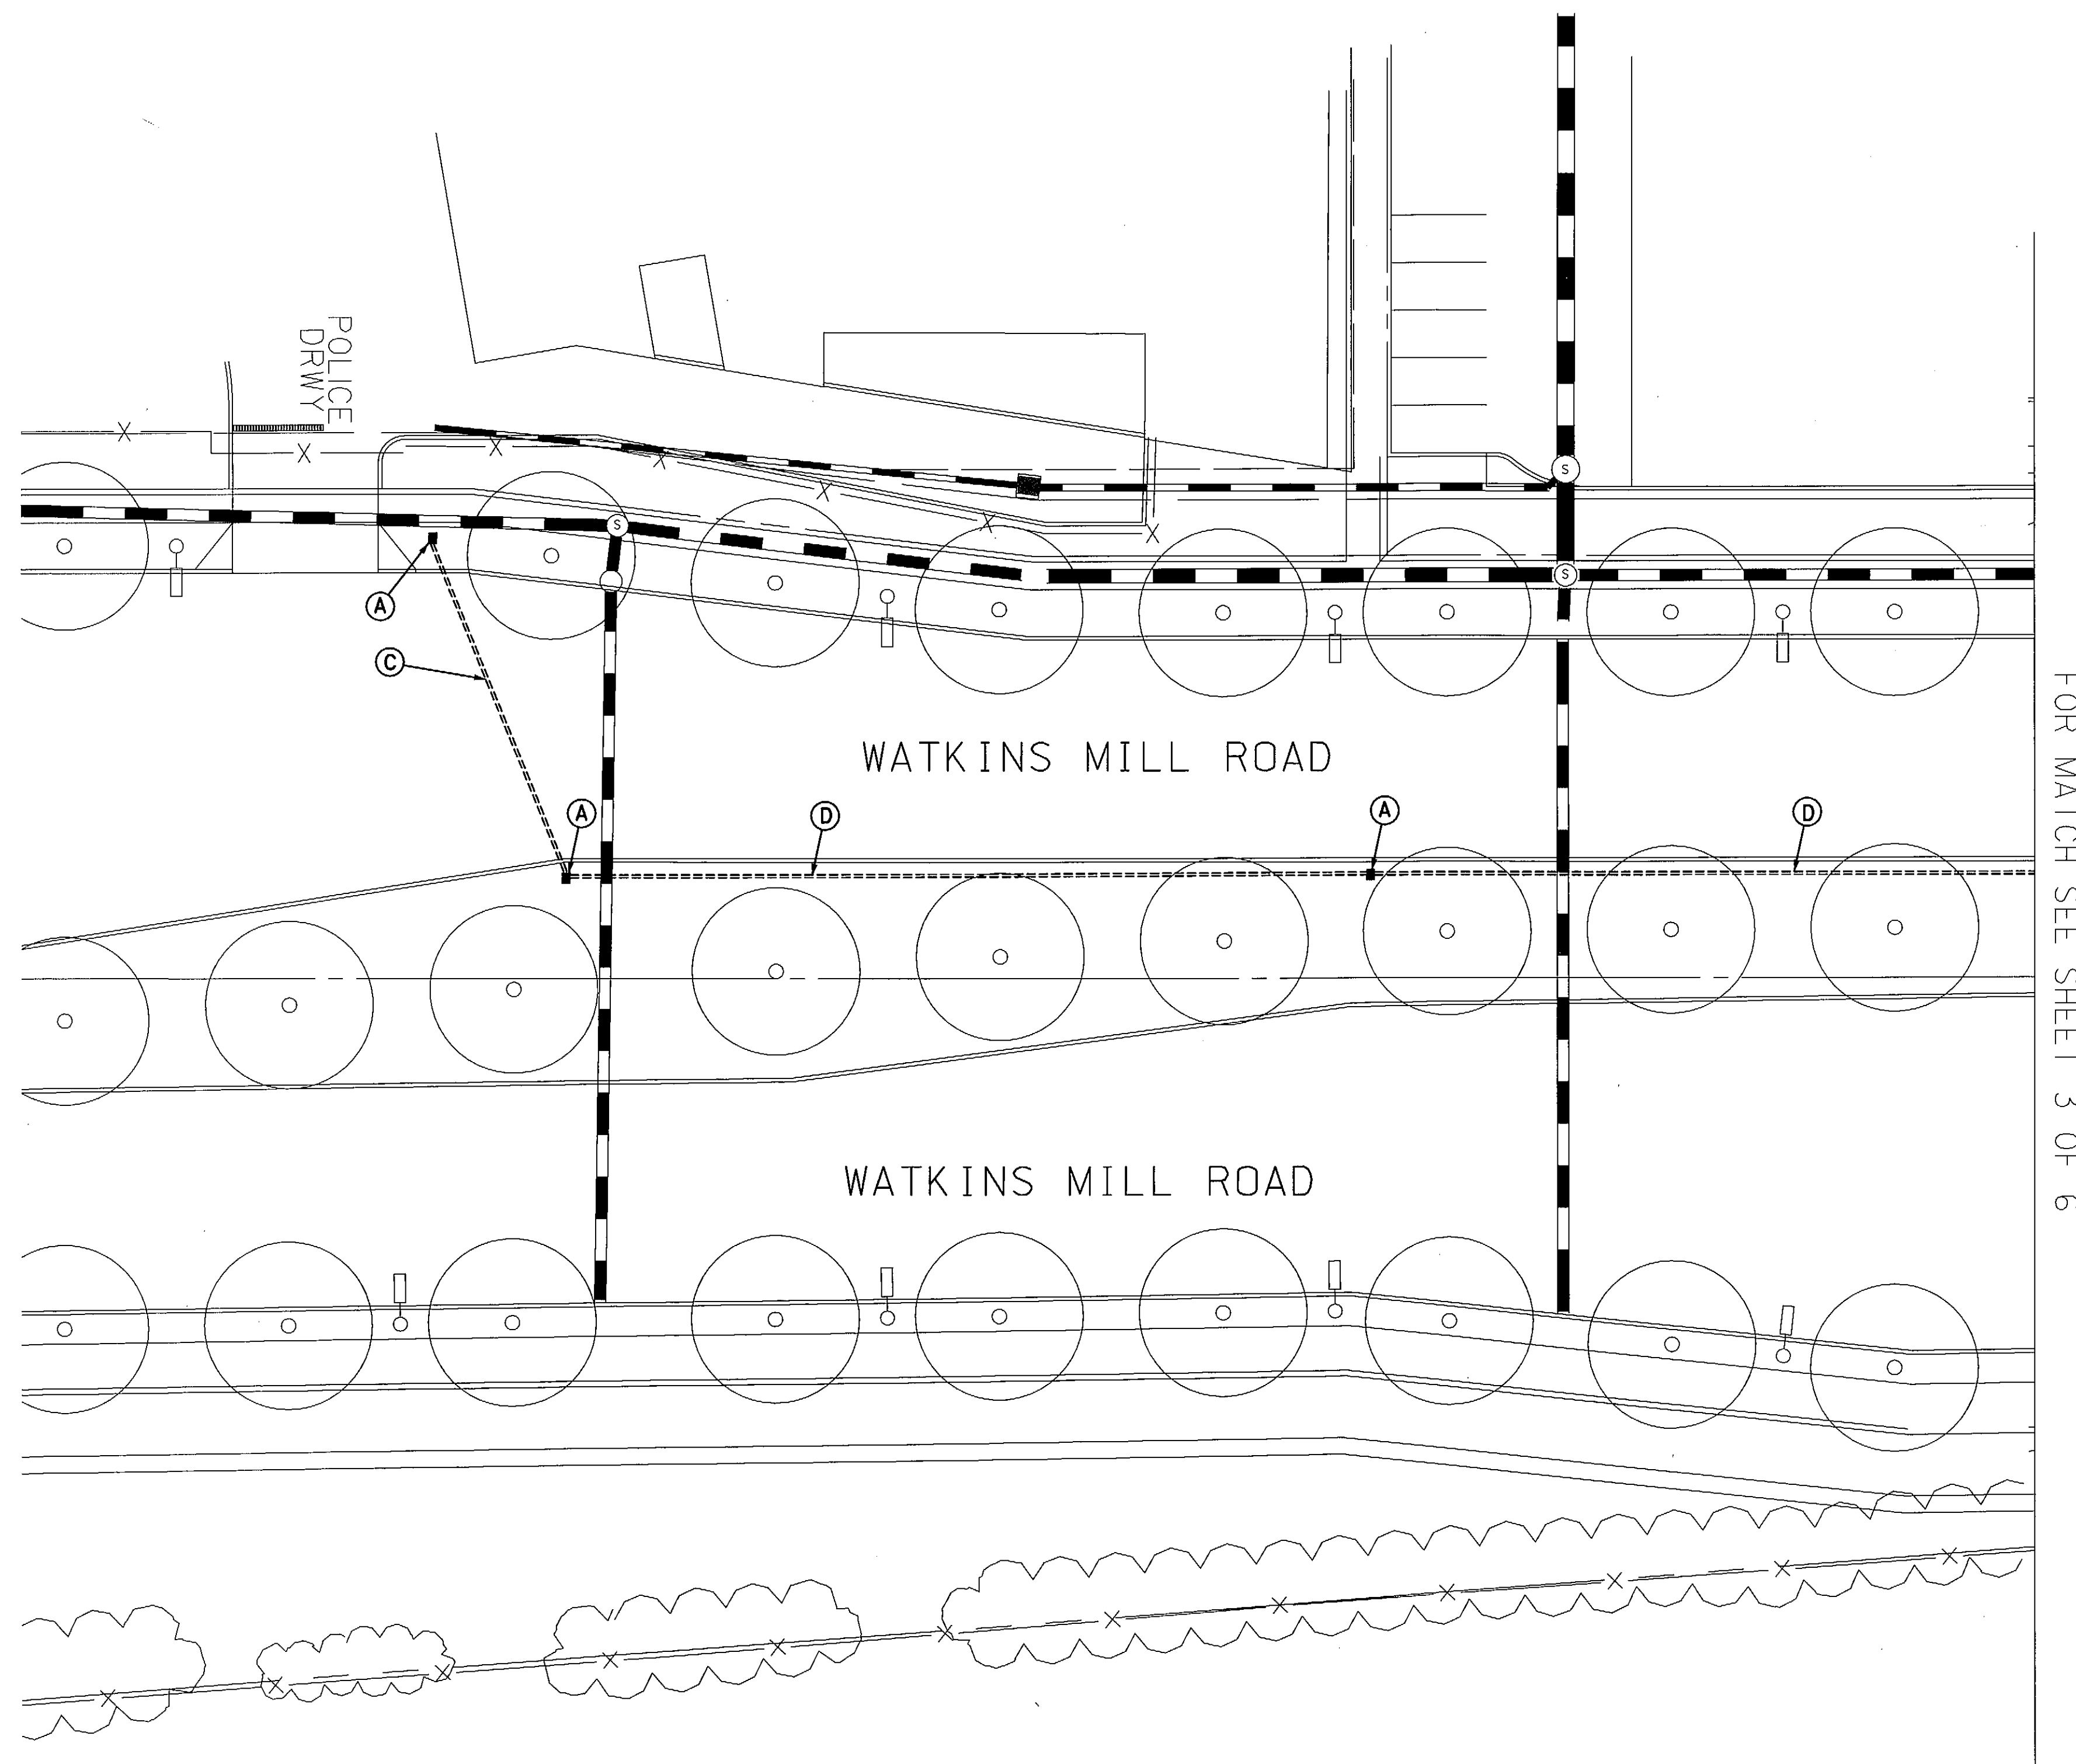 POLICE
DRWY
S
S
S
A
C
WATKINS MILL ROAD
A
D
A
D
WATKINS MILL ROAD
FOR MATCH SEE SHEET 3 OF 6